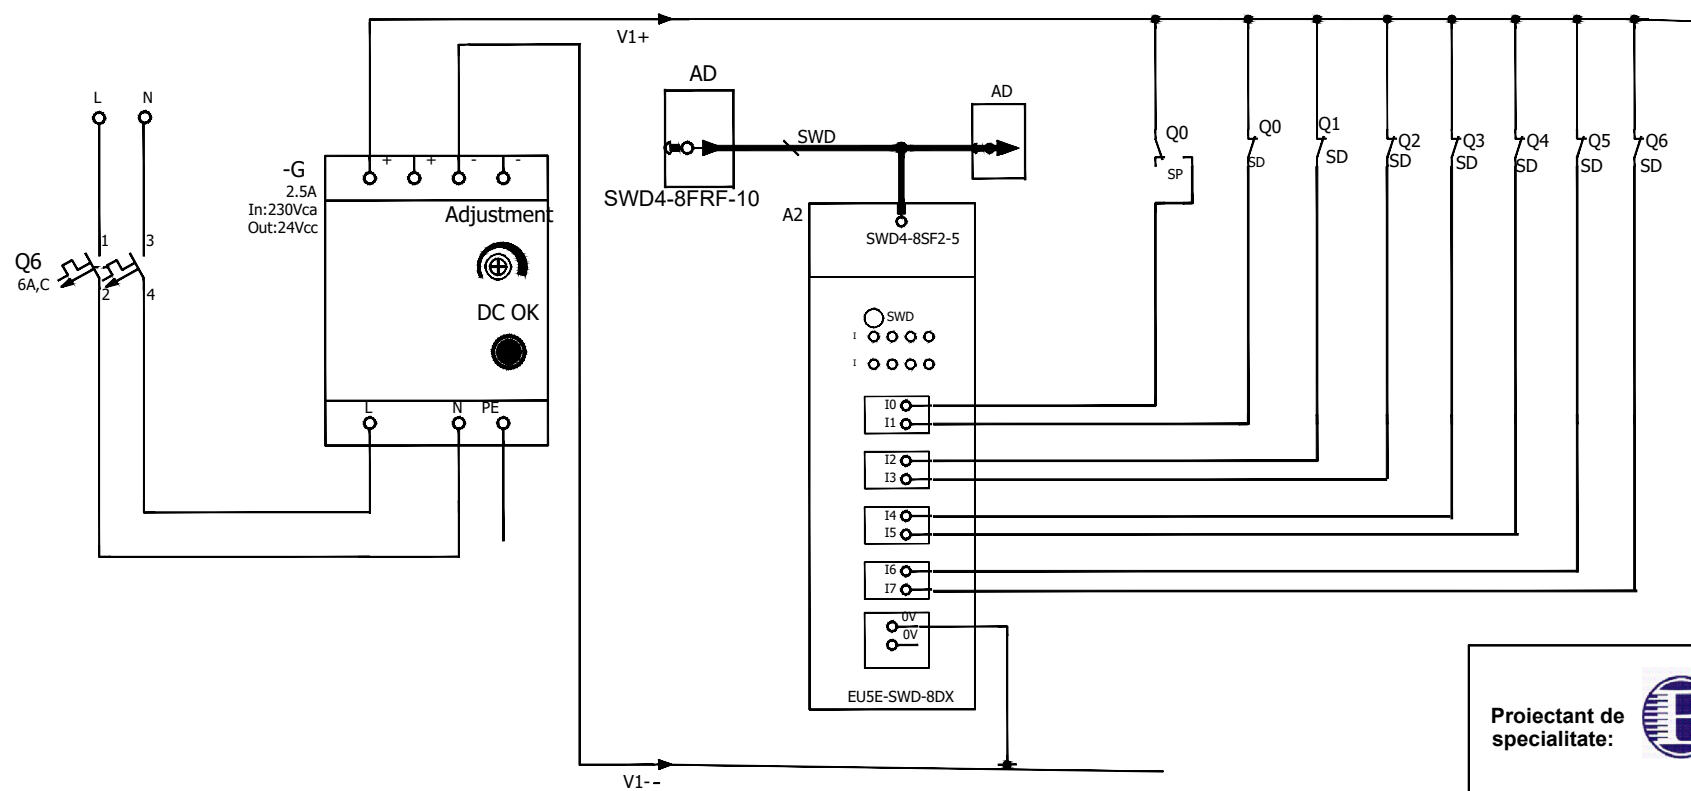 V1+
AD
AD
L
N
Q0
Q0
Q1
Q2
Q3
Q4
Q5
Q6
SWD
SP
SD
SD
SD
SD
SD
SD
SD
-G
2.5A
In:230Vca
Out:24Vcc
+
+
-
-
Adjustment
DC OK
L
N
PE
SWD4-8FRF-10
A2
SWD4-8SF2-5
Q6
6A,C
1
3
2
4
SWD
I
I
I0
I1
I2
I3
I4
I5
I6
I7
0V
0V
EU5E-SWD-8DX
V1--
Proiectant de
specialitate: